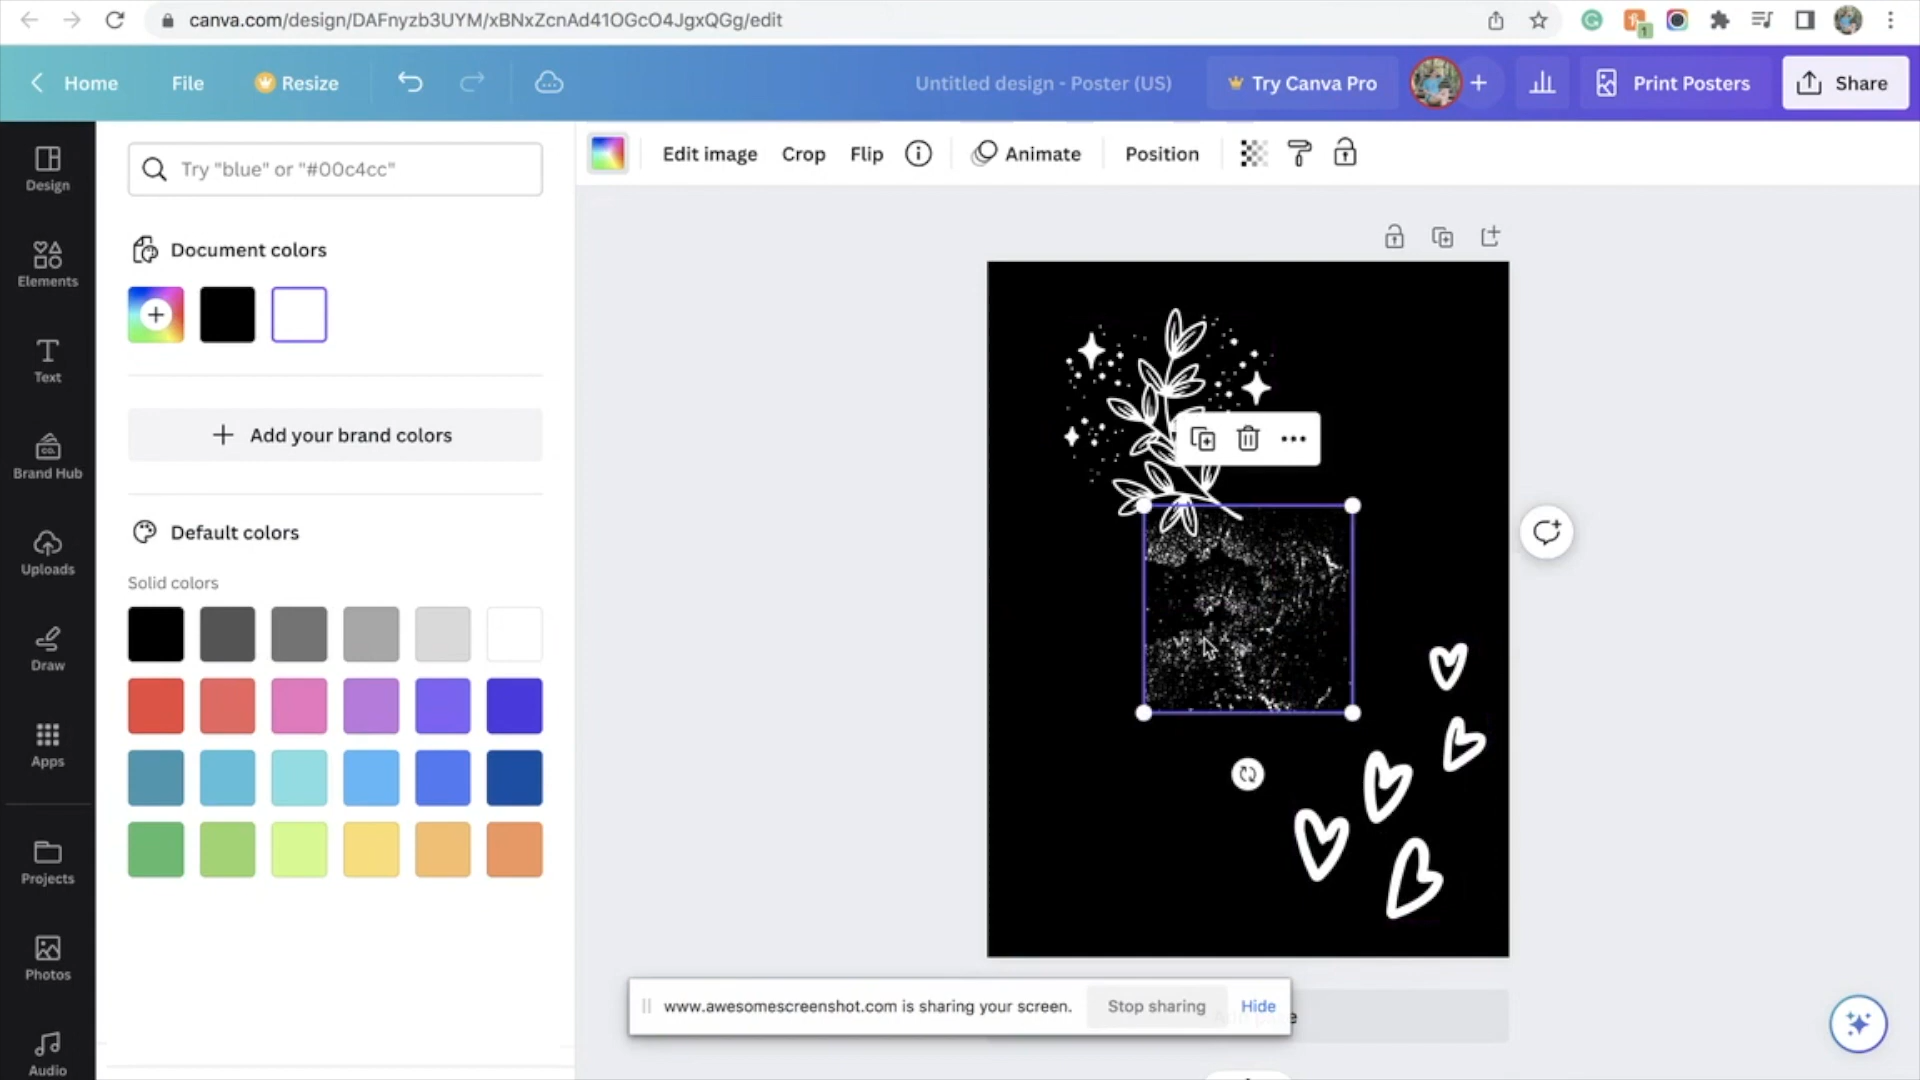 canva.com/design/DAFnyzb3UYM/xBNxZcnAd41OGcO4JgxQGg/edit
1
Home
File
Resize
Untitled design - Poster (US)
Try Canva Pro
Print Posters
Share
Design
Elements
Text
Brand Hub
Uploads
Draw
Apps
Projects
Photos
Audio
Try "blue" or "#00c4cc"
Document colors
Add your brand colors
Default colors
Solid colors
Edit image
Crop
Flip
Animate
Position
www.awesomescreenshot.com is sharing your screen.
Stop sharing
Hide